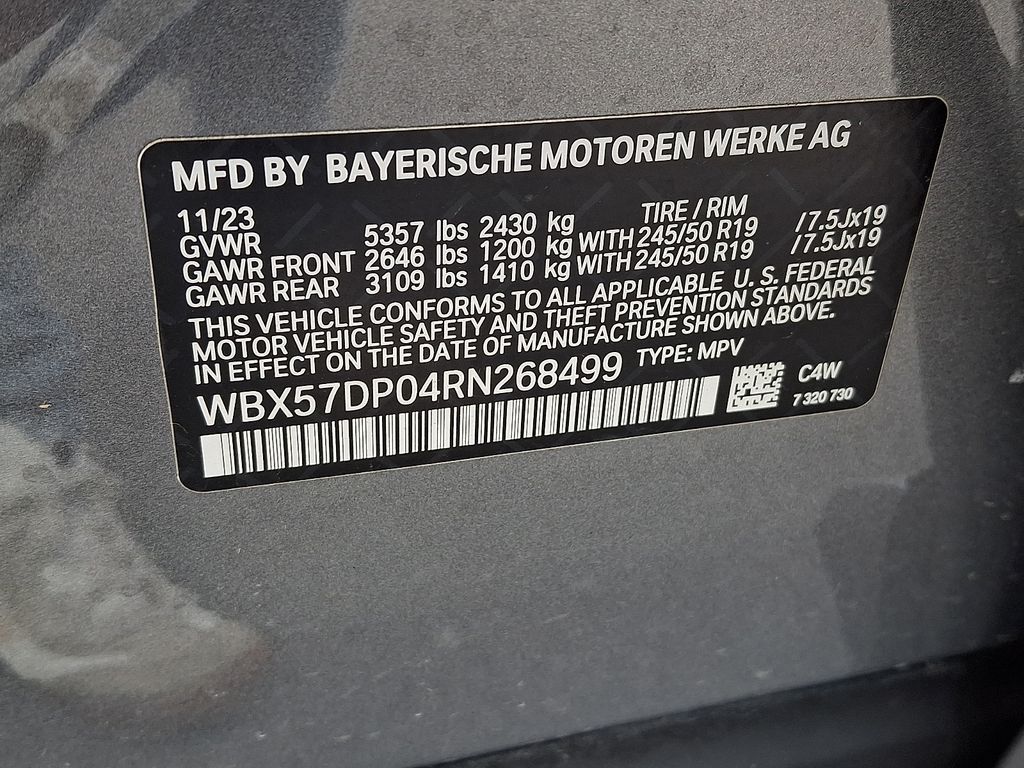 MFD BY BAYERISCHE MOTOREN WERKE AG
11/23 TIRE / RIM
GVWR 5357 lbs 2430 kg
GAWR FRONT 2646 lbs 1200 kg WITH 245/50 R19 /7.5Jx19
GAWR REAR 3109 lbs 1410 kg WITH 245/50 R19 /7.5Jx19
THIS VEHICLE CONFORMS TO ALL APPLICABLE U. S. FEDERAL
MOTOR VEHICLE SAFETY AND THEFT PREVENTION STANDARDS
IN EFFECT ON THE DATE OF MANUFACTURE SHOWN ABOVE.
WBX57DP04RN268499 TYPE: MPV
C4W
7 320 730